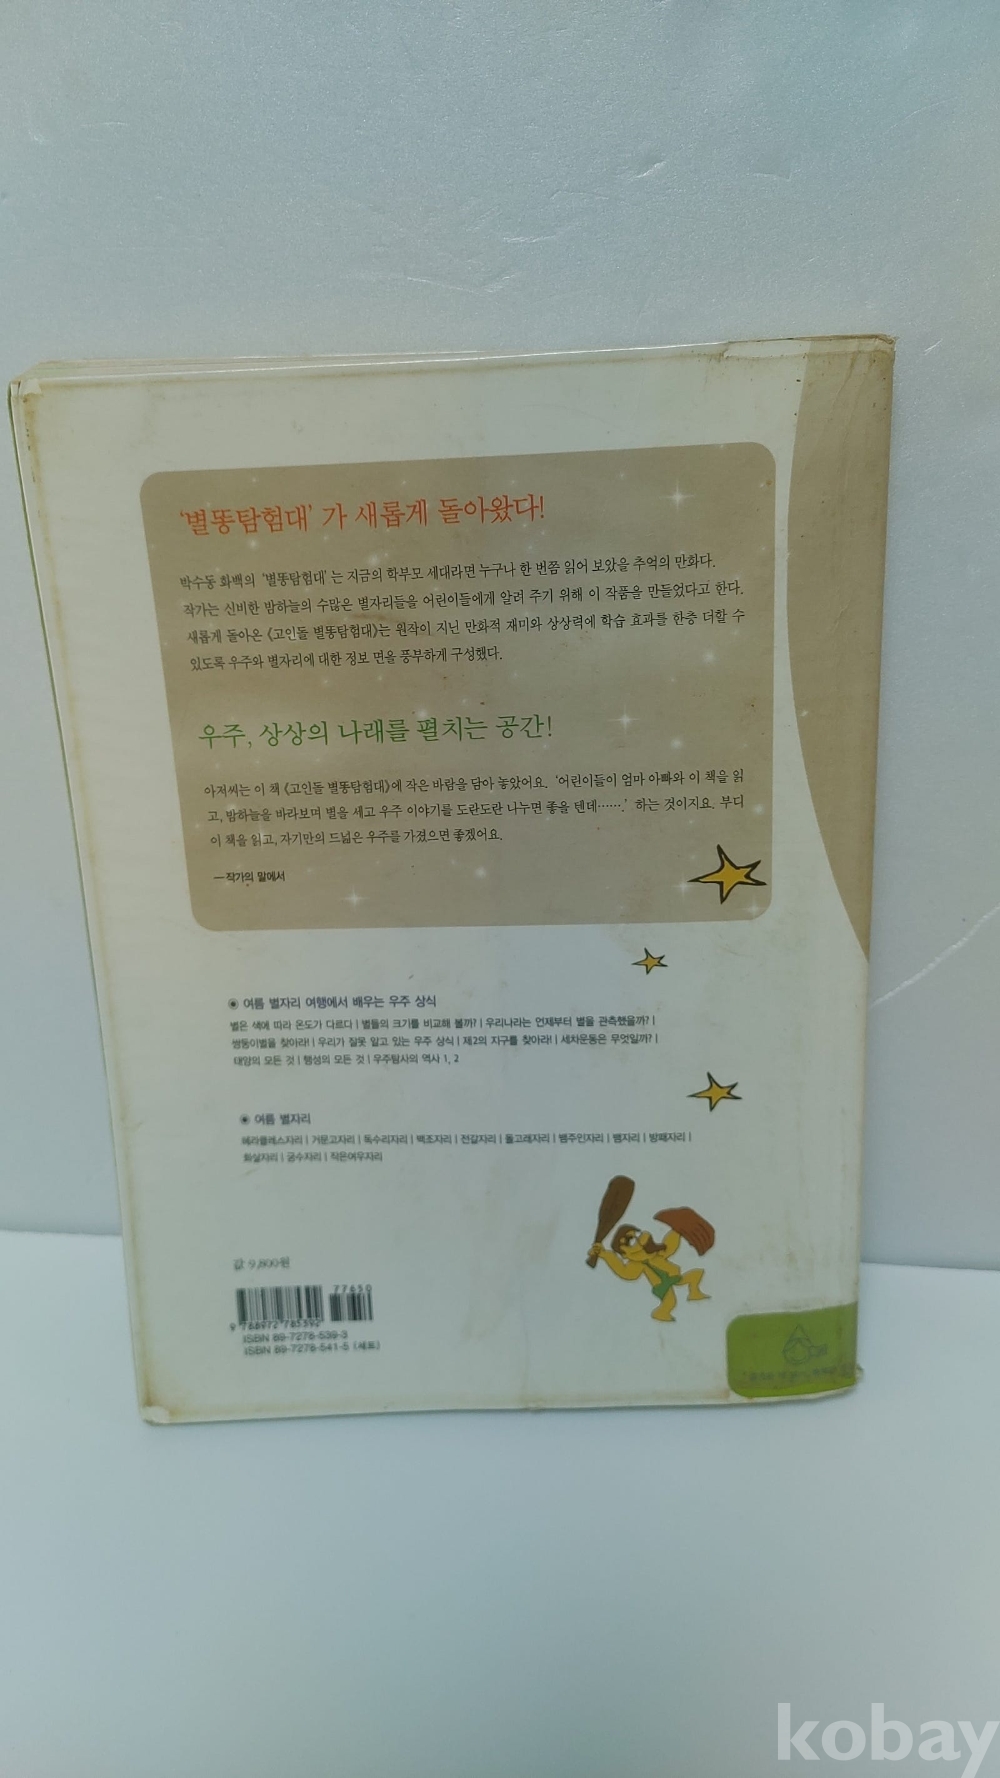 '별똥탐험대'가 새롭게 돌아왔다!
박수동 화백의 '별똥탐험대'는 지금의 학부모 세대라면 누구나 한 번쯤 읽어 보았을 추억의 만화다.
작가는 신비한 밤하늘의 수많은 별자리들을 어린이들에게 알려 주기 위해 이 작품을 만들었다고 한다.
새롭게 돌아온 《고인돌 별똥탐험대》는 원작이 지닌 만화적 재미와 상상력에 학습 효과를 한층 더할 수
있도록 우주와 별자리에 대한 정보 면을 풍부하게 구성했다.
우주, 상상의 나래를 펼치는 공간!
아저씨는 이 책 《고인돌 별똥탐험대》에 작은 바람을 담아 놓았어요. '어린이들이 엄마 아빠와 이 책을 읽
고, 밤하늘을 바라보며 별을 세고 우주 이야기를 도란도란 나누면 좋을 텐데…….' 하는 것이지요. 부디
이 책을 읽고, 자기만의 드넓은 우주를 가졌으면 좋겠어요.
—작가의 말에서
◉ 여름 별자리 여행에서 배우는 우주 상식
별은 색에 따라 온도가 다르다 | 별들의 크기를 비교해 볼까? | 우리나라는 언제부터 별을 관측했을까? |
쌍둥이별을 찾아라! | 우리가 잘못 알고 있는 우주 상식 | 제2의 지구를 찾아라! | 세차운동은 무엇일까? |
태양의 모든 것 | 행성의 모든 것 | 우주탐사의 역사 1, 2
◉ 여름 별자리
헤라클레스자리 | 거문고자리 | 독수리자리 | 백조자리 | 전갈자리 | 돌고래자리 | 뱀주인자리 | 뱀자리 | 방패자리 |
화살자리 | 궁수자리 | 작은여우자리
값 9,800원
77650
9 788972 785392
ISBN 89-7278-539-3
ISBN 89-7278-541-5 (세트)
kobay